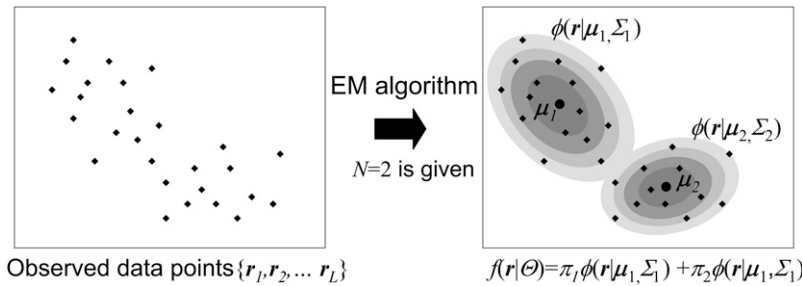 ϕ(r|μ1,Σ1)
EM algorithm
μ1
ϕ(r|μ2,Σ2)
N=2 is given
μ2
Observed data points{r1,r2,... rL}
f(r|Θ)=π1ϕ(r|μ1,Σ1) +π2ϕ(r|μ1,Σ1)